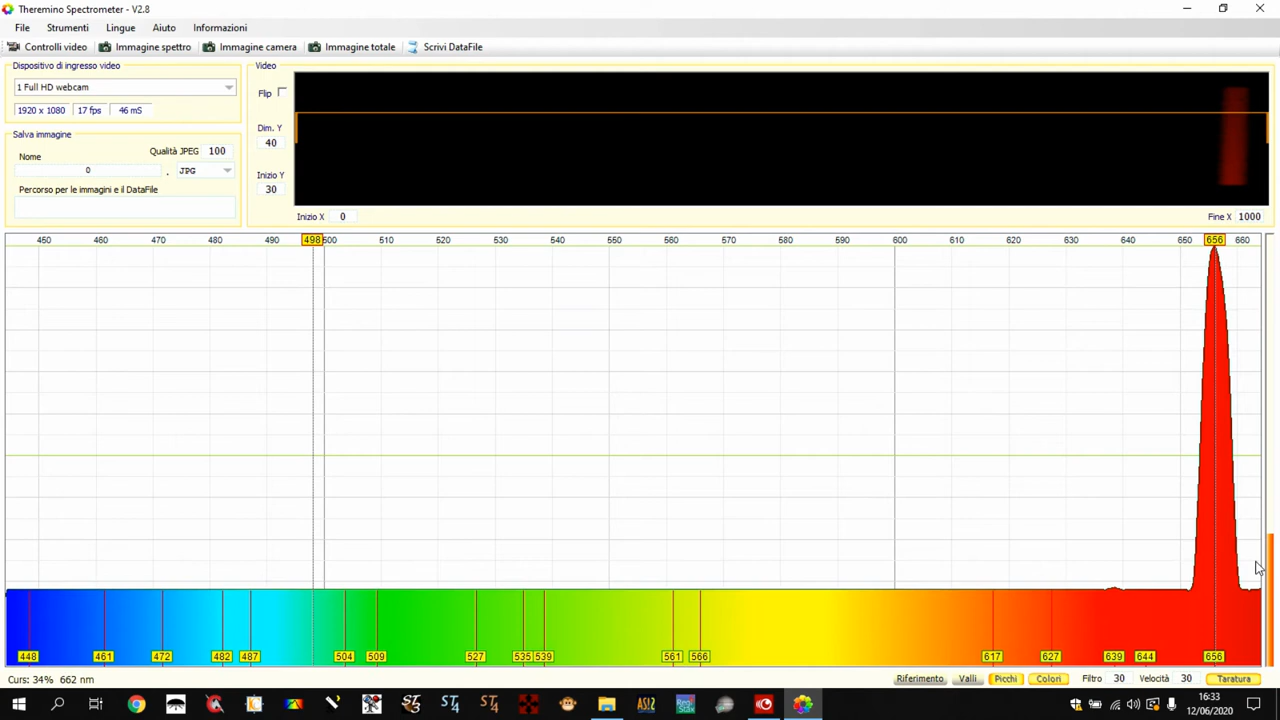 Theremino Spectrometer - V2.8
File Strumenti Lingue Aiuto Informazioni
Controlli video Immagine spettro Immagine camera Immagine totale Scrivi DataFile
Dispositivo di ingresso video
1 Full HD webcam
1920 x 1080 17 fps 46 mS
Salva immagine
Nome Qualità JPEG 100
0 . JPG
Percorso per le immagini e il DataFile
Video
Flip
Dim. Y
40
Inizio Y
30
Inizio X 0 Fine X 1000
450 460 470 480 490 498 500 510 520 530 540 550 560 570 580 590 600 610 620 630 640 650 656 660
448 461 472 482 487 504 509 527 535 539 561 566 617 627 639 644 656
Curs: 34% 662 nm Riferimento Valli Picchi Colori Filtro 30 Velocità 30 Taratura
ST4 ST4 AS!2 Regi Stax 16:33
12/06/2020